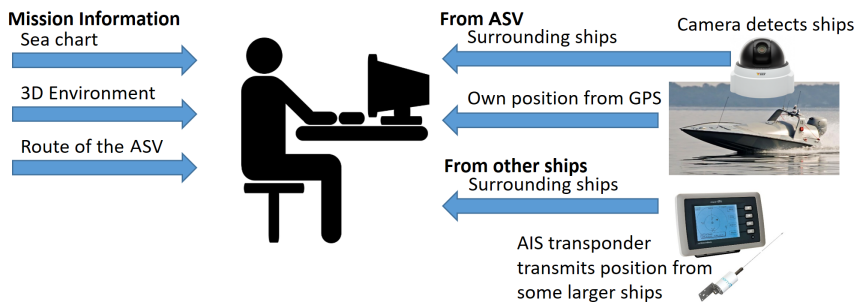 Mission Information
Sea chart
3D Environment
Route of the ASV
From ASV
Surrounding ships
Camera detects ships
Own position from GPS
From other ships
Surrounding ships
AIS transponder
transmits position from
some larger ships